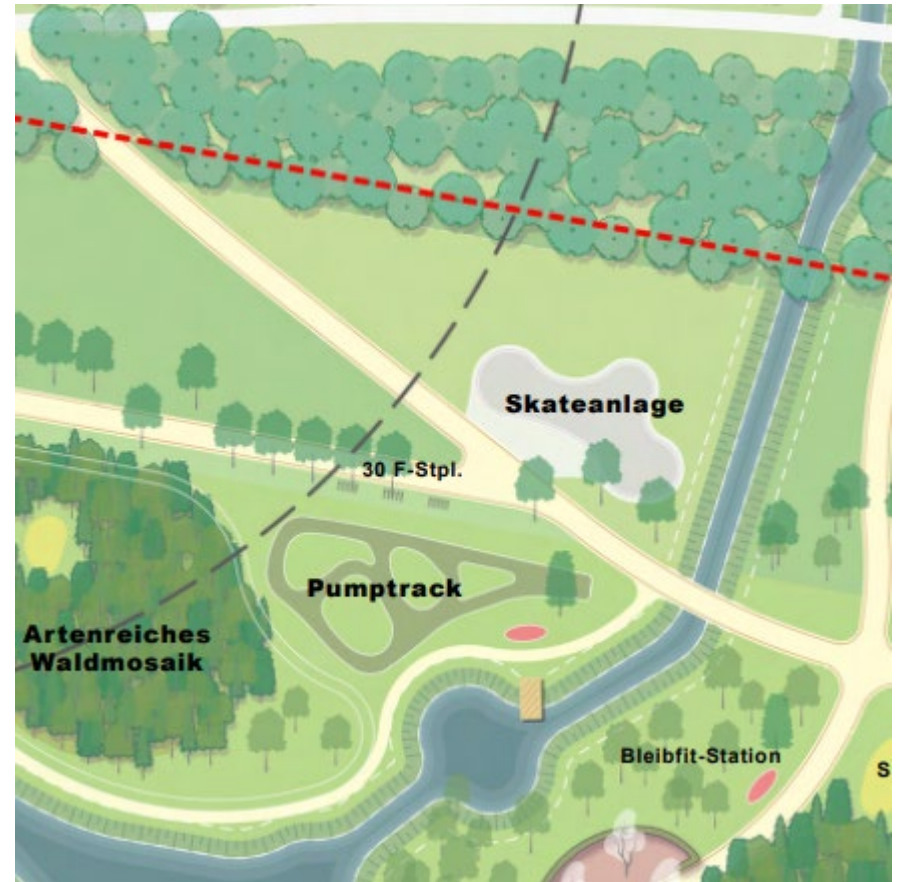 Skateanlage
30 F-Stpl.
Pumptrack
Artenreiches
Waldmosaik
Bleibfit-Station
S